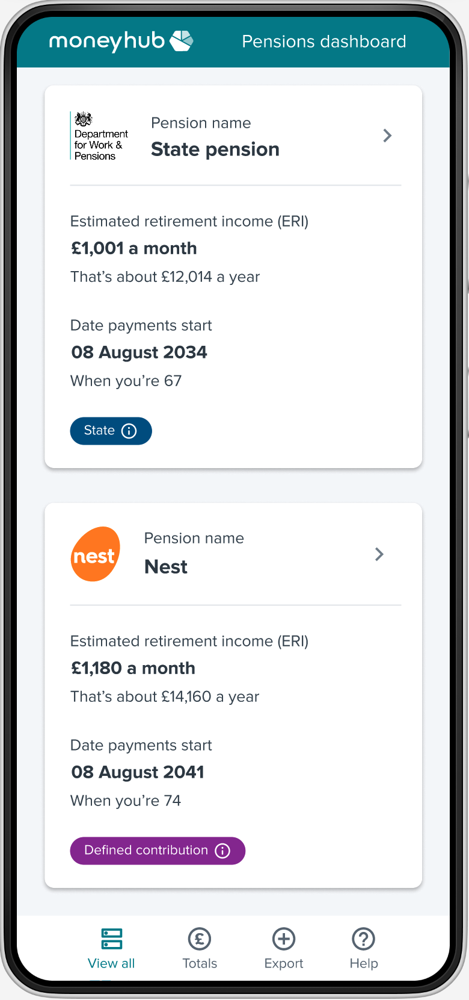 moneyhub Pensions dashboard
Department
for Work &
Pensions
Pension name
State pension
Estimated retirement income (ERI)
£1,001 a month
That’s about £12,014 a year
Date payments start
08 August 2034
When you’re 67
State
nest
Pension name
Nest
Estimated retirement income (ERI)
£1,180 a month
That’s about £14,160 a year
Date payments start
08 August 2041
When you’re 74
Defined contribution
View all Totals Export Help